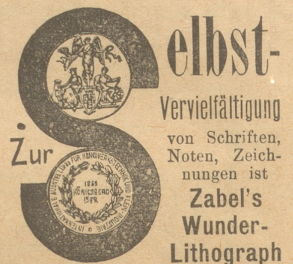 Zur Selbst-
Vervielfältigung
von Schriften,
Noten, Zeich-
nungen ist
Zabel's
Wunder-
Lithograph